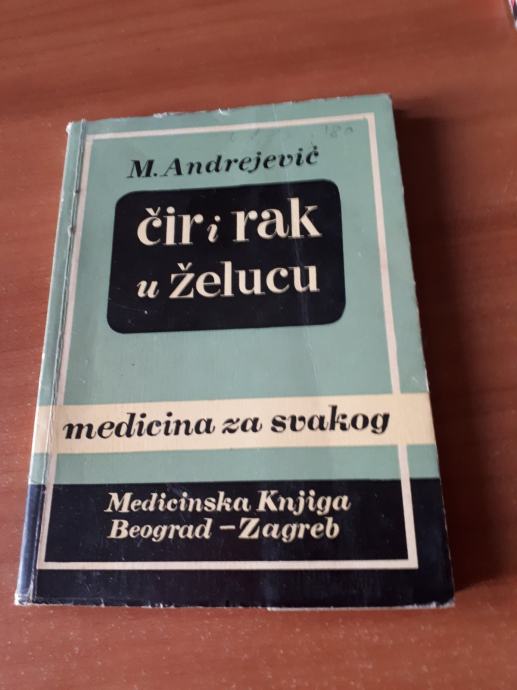 M. Andrejević
čir i rak
u želucu
medicina za svakog
Medicinska Knjiga
Beograd – Zagreb